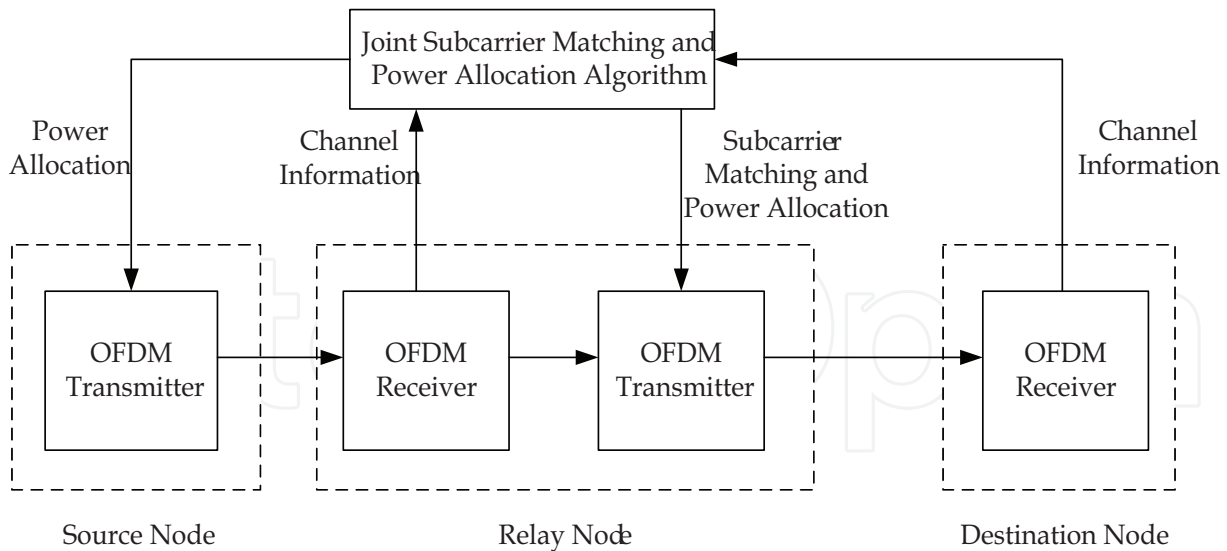 Joint Subcarrier Matching and
Power Allocation Algorithm
Power
Allocation
Channel
Information
Subcarrier
Matching and
Power Allocation
Channel
Information
OFDM
Transmitter
OFDM
Receiver
OFDM
Transmitter
OFDM
Receiver
Source Node
Relay Node
Destination Node